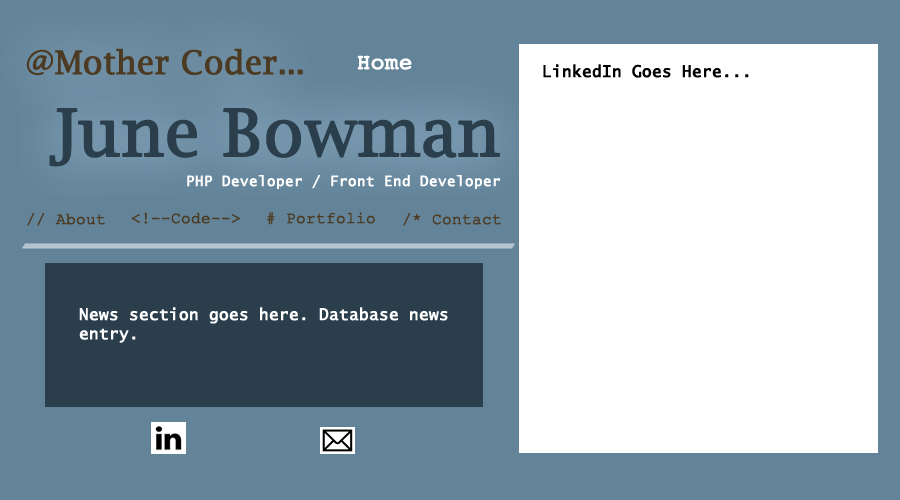 @Mother Coder...
Home
June Bowman
PHP Developer / Front End Developer
// About <!--Code--> # Portfolio /* Contact
News section goes here. Database news
entry.
in
LinkedIn Goes Here...